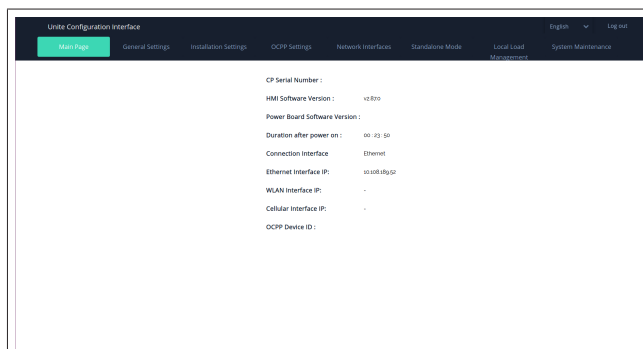 Unite Configuration Interface
English
Log out
Main Page
General Settings
Installation Settings
OCPP Settings
Network Interfaces
Standalone Mode
Local Load Management
System Maintenance
CP Serial Number :
HMI Software Version : v2.87.0
Power Board Software Version :
Duration after power on : 00 : 23 : 50
Connection Interface Ethernet
Ethernet Interface IP: 10.108.189.52
WLAN Interface IP: -
Cellular Interface IP: -
OCPP Device ID :